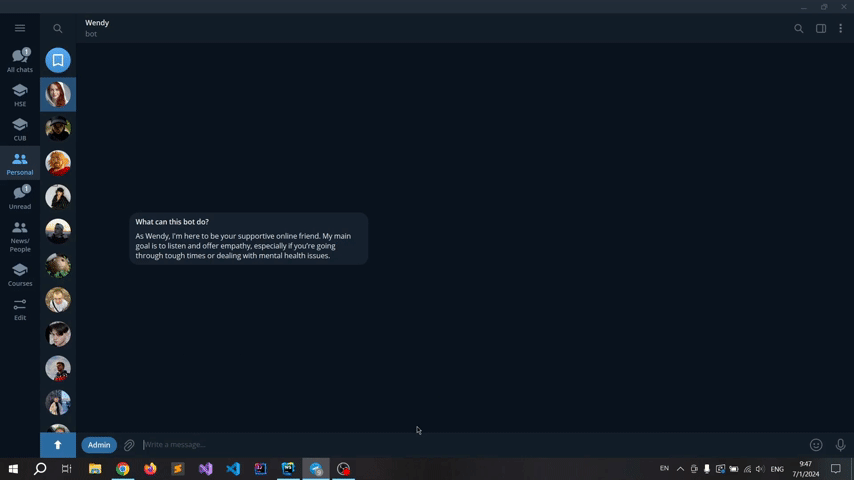 Wendy
bot
1
All chats
HSE
CUB
Personal
1
Unread
News/
People
Courses
Edit
What can this bot do?
As Wendy, I'm here to be your supportive online friend. My main
goal is to listen and offer empathy, especially if you're going
through tough times or dealing with mental health issues.
Admin
Write a message...
EN
ENG
9:47
7/1/2024